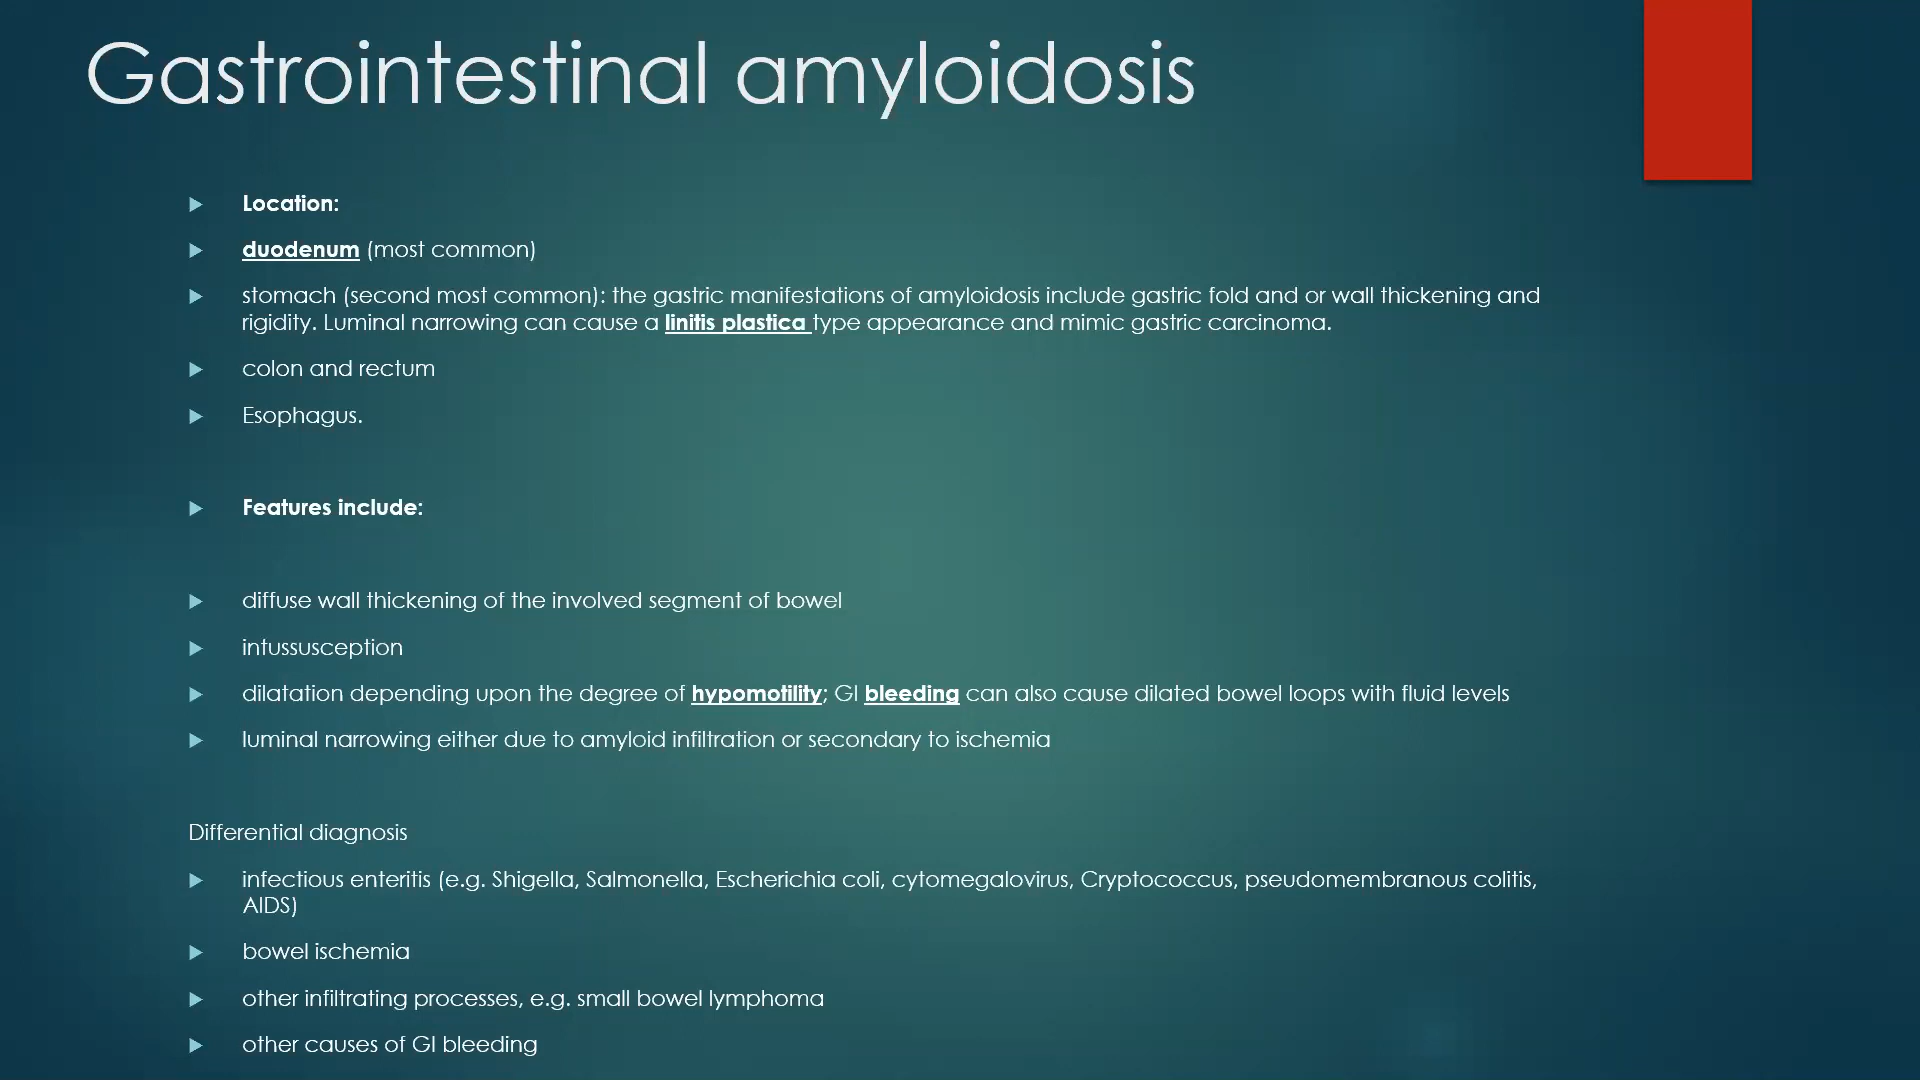 Gastrointestinal amyloidosis
Location:
duodenum (most common)
stomach (second most common): the gastric manifestations of amyloidosis include gastric fold and or wall thickening and
rigidity. Luminal narrowing can cause a linitis plastica type appearance and mimic gastric carcinoma.
colon and rectum
Esophagus.
Features include:
diffuse wall thickening of the involved segment of bowel
intussusception
dilatation depending upon the degree of hypomotility; GI bleeding can also cause dilated bowel loops with fluid levels
luminal narrowing either due to amyloid infiltration or secondary to ischemia
Differential diagnosis
infectious enteritis (e.g. Shigella, Salmonella, Escherichia coli, cytomegalovirus, Cryptococcus, pseudomembranous colitis,
AIDS)
bowel ischemia
other infiltrating processes, e.g. small bowel lymphoma
other causes of GI bleeding